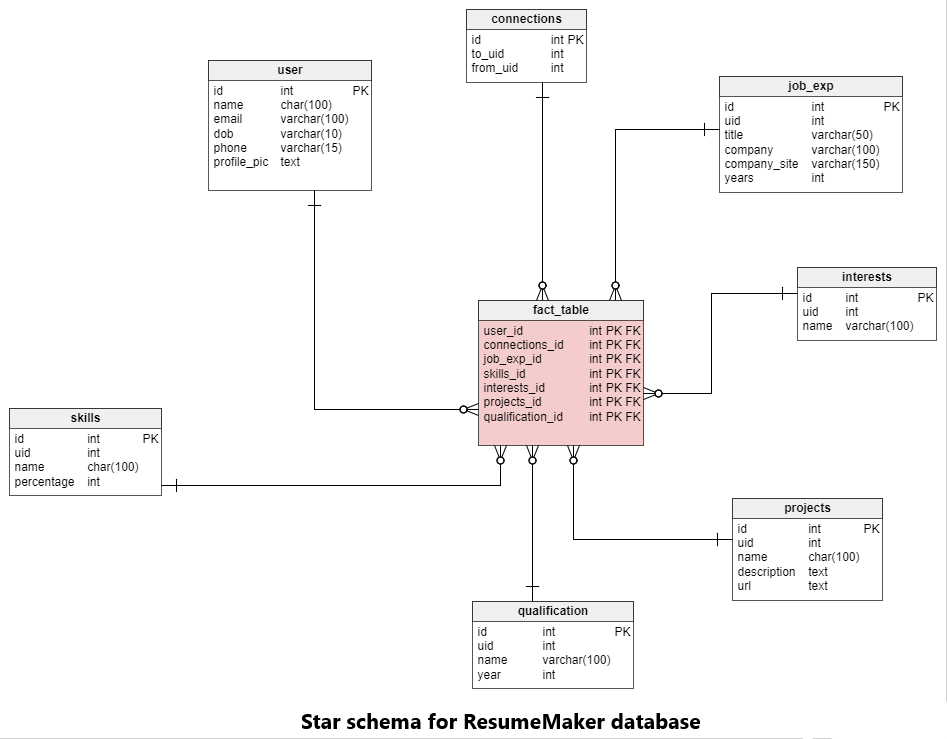 connections
id int PK
to_uid int
from_uid int
user
id int PK
name char(100)
email varchar(100)
dob varchar(10)
phone varchar(15)
profile_pic text
job_exp
id int PK
uid int
title varchar(50)
company varchar(100)
company_site varchar(150)
years int
interests
id int PK
uid int
name varchar(100)
fact_table
user_id int PK FK
connections_id int PK FK
job_exp_id int PK FK
skills_id int PK FK
interests_id int PK FK
projects_id int PK FK
qualification_id int PK FK
skills
id int PK
uid int
name char(100)
percentage int
projects
id int PK
uid int
name char(100)
description text
url text
qualification
id int PK
uid int
name varchar(100)
year int
Star schema for ResumeMaker database